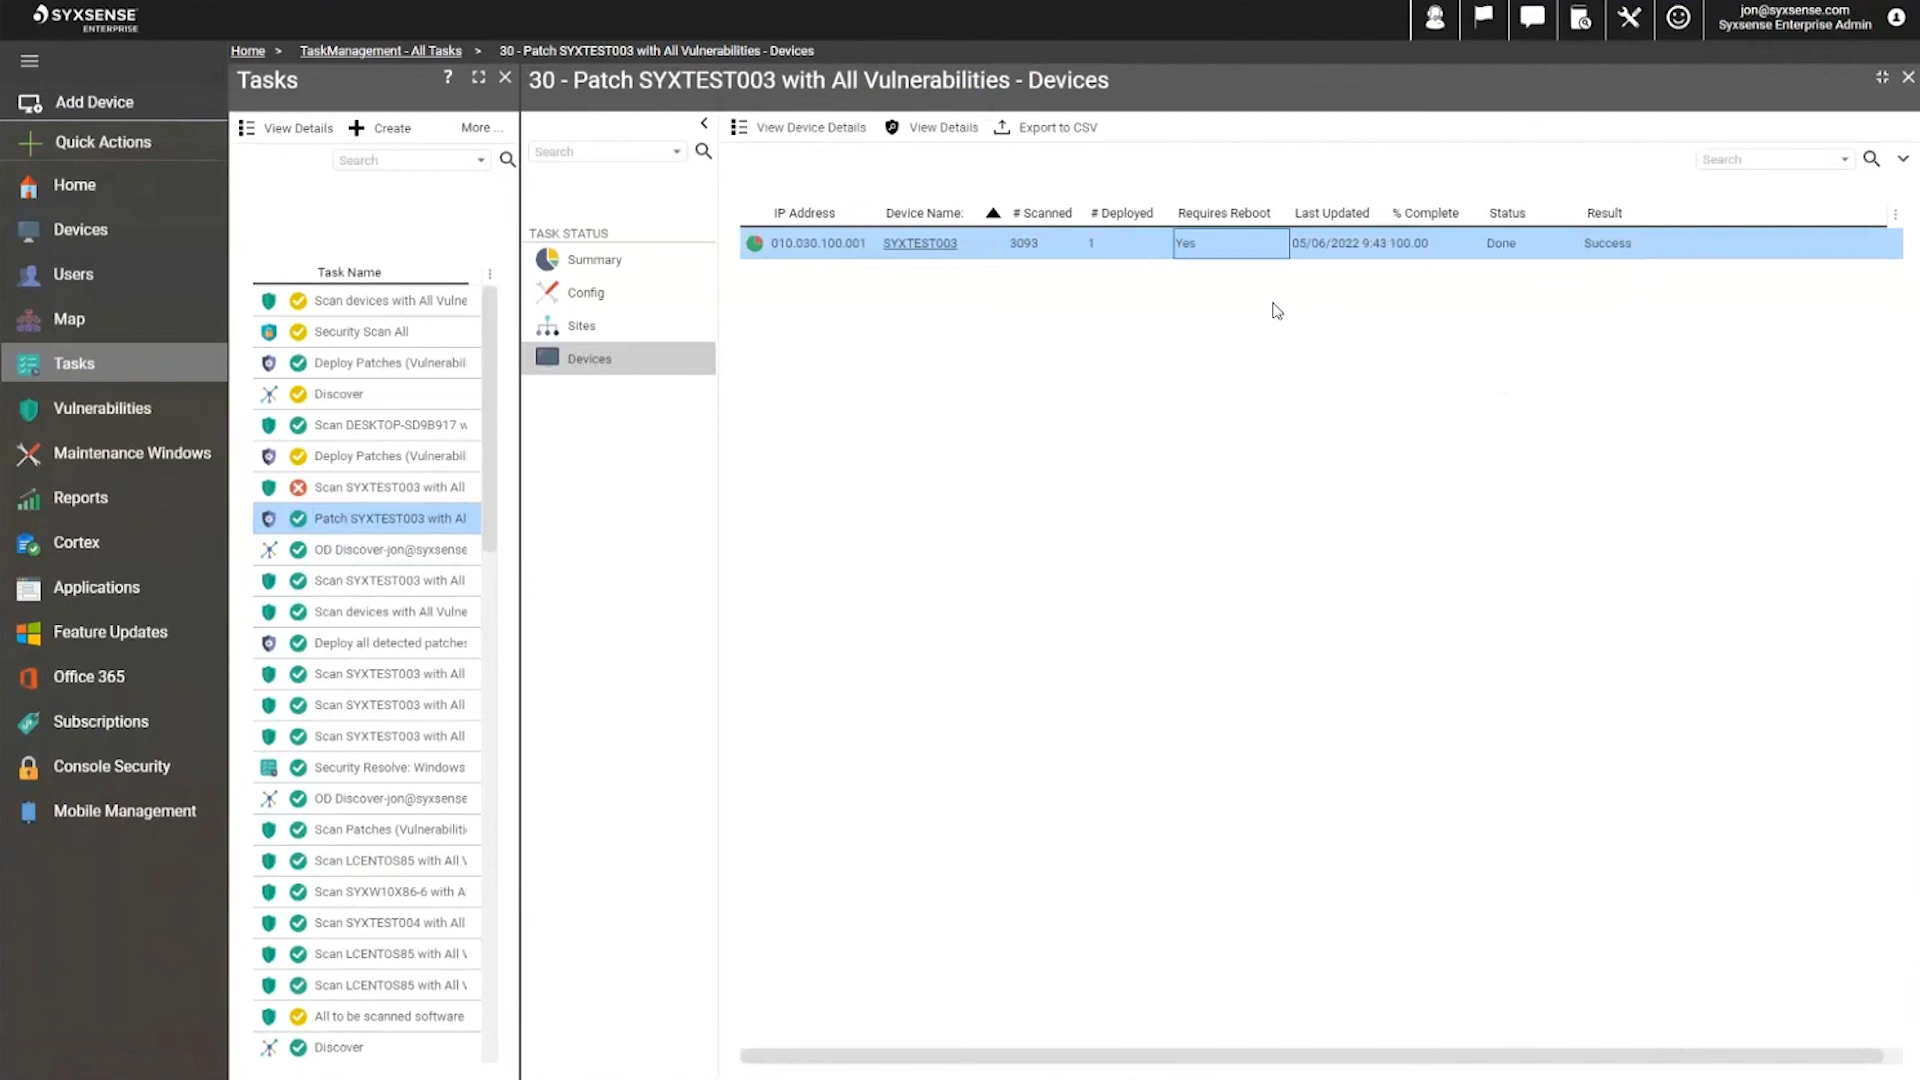 SYXSENSE
ENTERPRISE
jon@syxsense.com
Syxsense Enterprise Admin
Home > TaskManagement - All Tasks > 30 - Patch SYXTEST003 with All Vulnerabilities - Devices
Add Device
Quick Actions
Home
Devices
Users
Map
Tasks
Vulnerabilities
Maintenance Windows
Reports
Cortex
Applications
Feature Updates
Office 365
Subscriptions
Console Security
Mobile Management
Tasks ?
View Details Create More ...
Search
Task Name
Scan devices with All Vulne
Security Scan All
Deploy Patches (Vulnerabil
Discover
Scan DESKTOP-SD9B917 w
Deploy Patches (Vulnerabil
Scan SYXTEST003 with All
Patch SYXTEST003 with Al
OD Discover-jon@syxsense
Scan SYXTEST003 with All
Scan devices with All Vulne
Deploy all detected patches
Scan SYXTEST003 with All
Scan SYXTEST003 with All
Scan SYXTEST003 with All
Security Resolve: Windows
OD Discover-jon@syxsense
Scan Patches (Vulnerabiliti
Scan LCENTOS85 with All V
Scan SYXW10X86-6 with A
Scan SYXTEST004 with All
Scan LCENTOS85 with All V
Scan LCENTOS85 with All V
All to be scanned software
Discover
30 - Patch SYXTEST003 with All Vulnerabilities - Devices
Search
TASK STATUS
Summary
Config
Sites
Devices
View Device Details View Details Export to CSV
Search
IP Address Device Name: # Scanned # Deployed Requires Reboot Last Updated % Complete Status Result
010.030.100.001 SYXTEST003 3093 1 Yes 05/06/2022 9:43 100.00 Done Success